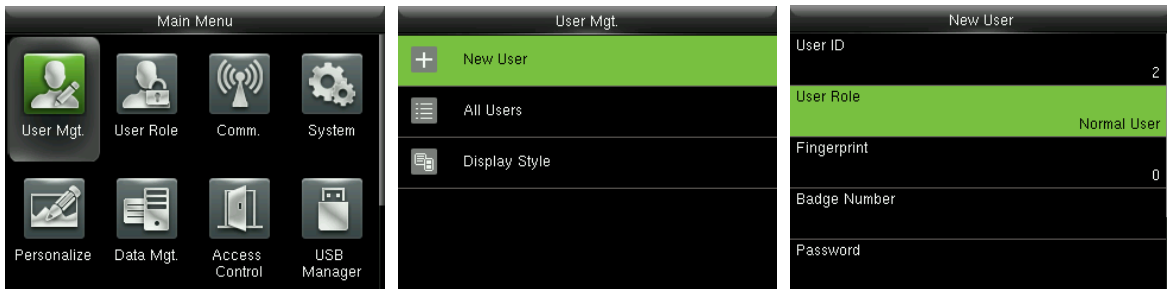 Main Menu
User Mgt.
User Role
Comm.
System
Personalize
Data Mgt.
Access
Control
USB
Manager
User Mgt.
New User
All Users
Display Style
New User
User ID
2
User Role
Normal User
Fingerprint
0
Badge Number
Password